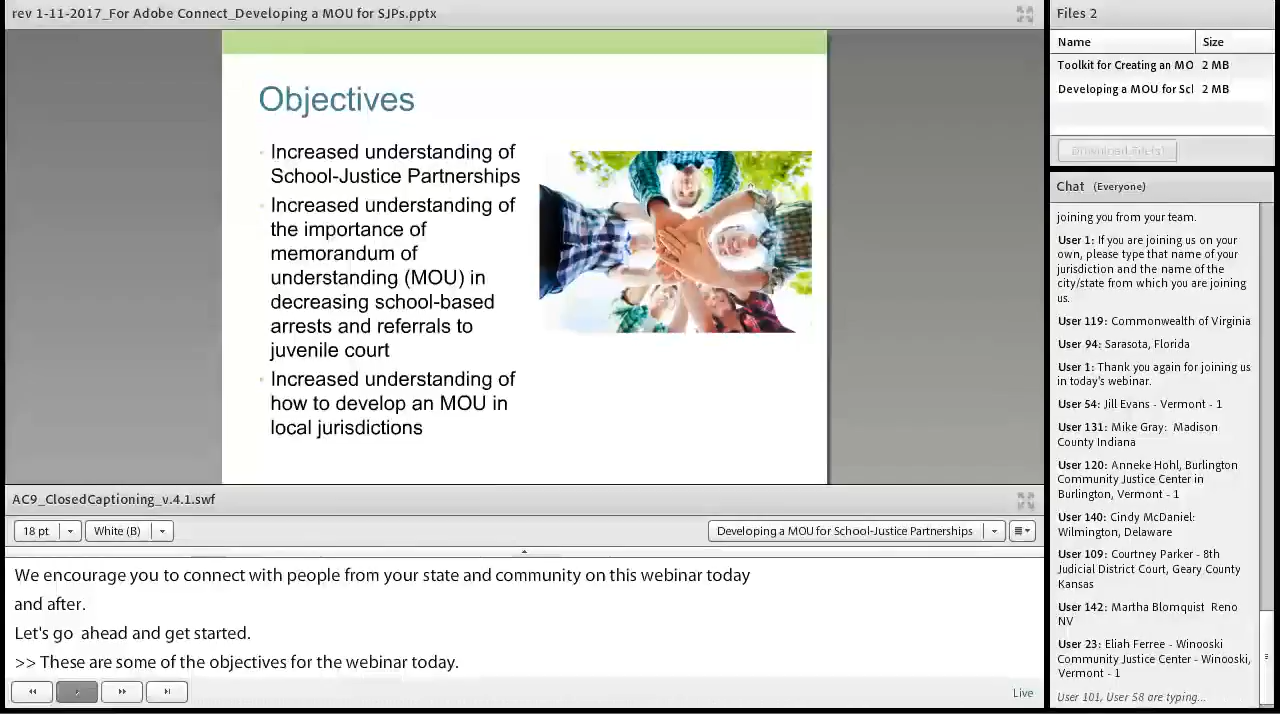 rev 1-11-2017_For Adobe Connect_Developing a MOU for SJPs.pptx
Objectives
Increased understanding of
School-Justice Partnerships
Increased understanding of
the importance of
memorandum of
understanding (MOU) in
decreasing school-based
arrests and referrals to
juvenile court
Increased understanding of
how to develop an MOU in
local jurisdictions
AC9_ClosedCaptioning_v.4.1.swf
18 pt White (B) Developing a MOU for School-Justice Partnerships
We encourage you to connect with people from your state and community on this webinar today
and after.
Let's go ahead and get started.
>> These are some of the objectives for the webinar today.
Live
Files 2
Name Size
Toolkit for Creating an MO 2 MB
Developing a MOU for Scl 2 MB
Download File(s)
Chat (Everyone)
joining you from your team.
User 1: If you are joining us on your
own, please type that name of your
jurisdiction and the name of the
city/state from which you are joining
us.
User 119: Commonwealth of Virginia
User 94: Sarasota, Florida
User 1: Thank you again for joining us
in today's webinar.
User 54: Jill Evans - Vermont - 1
User 131: Mike Gray: Madison
County Indiana
User 120: Anneke Hohl, Burlington
Community Justice Center in
Burlington, Vermont - 1
User 140: Cindy McDaniel:
Wilmington, Delaware
User 109: Courtney Parker - 8th
Judicial District Court, Geary County
Kansas
User 142: Martha Blomquist Reno
NV
User 23: Eliah Ferree - Winooski
Community Justice Center - Winooski,
Vermont - 1
User 101, User 58 are typing...